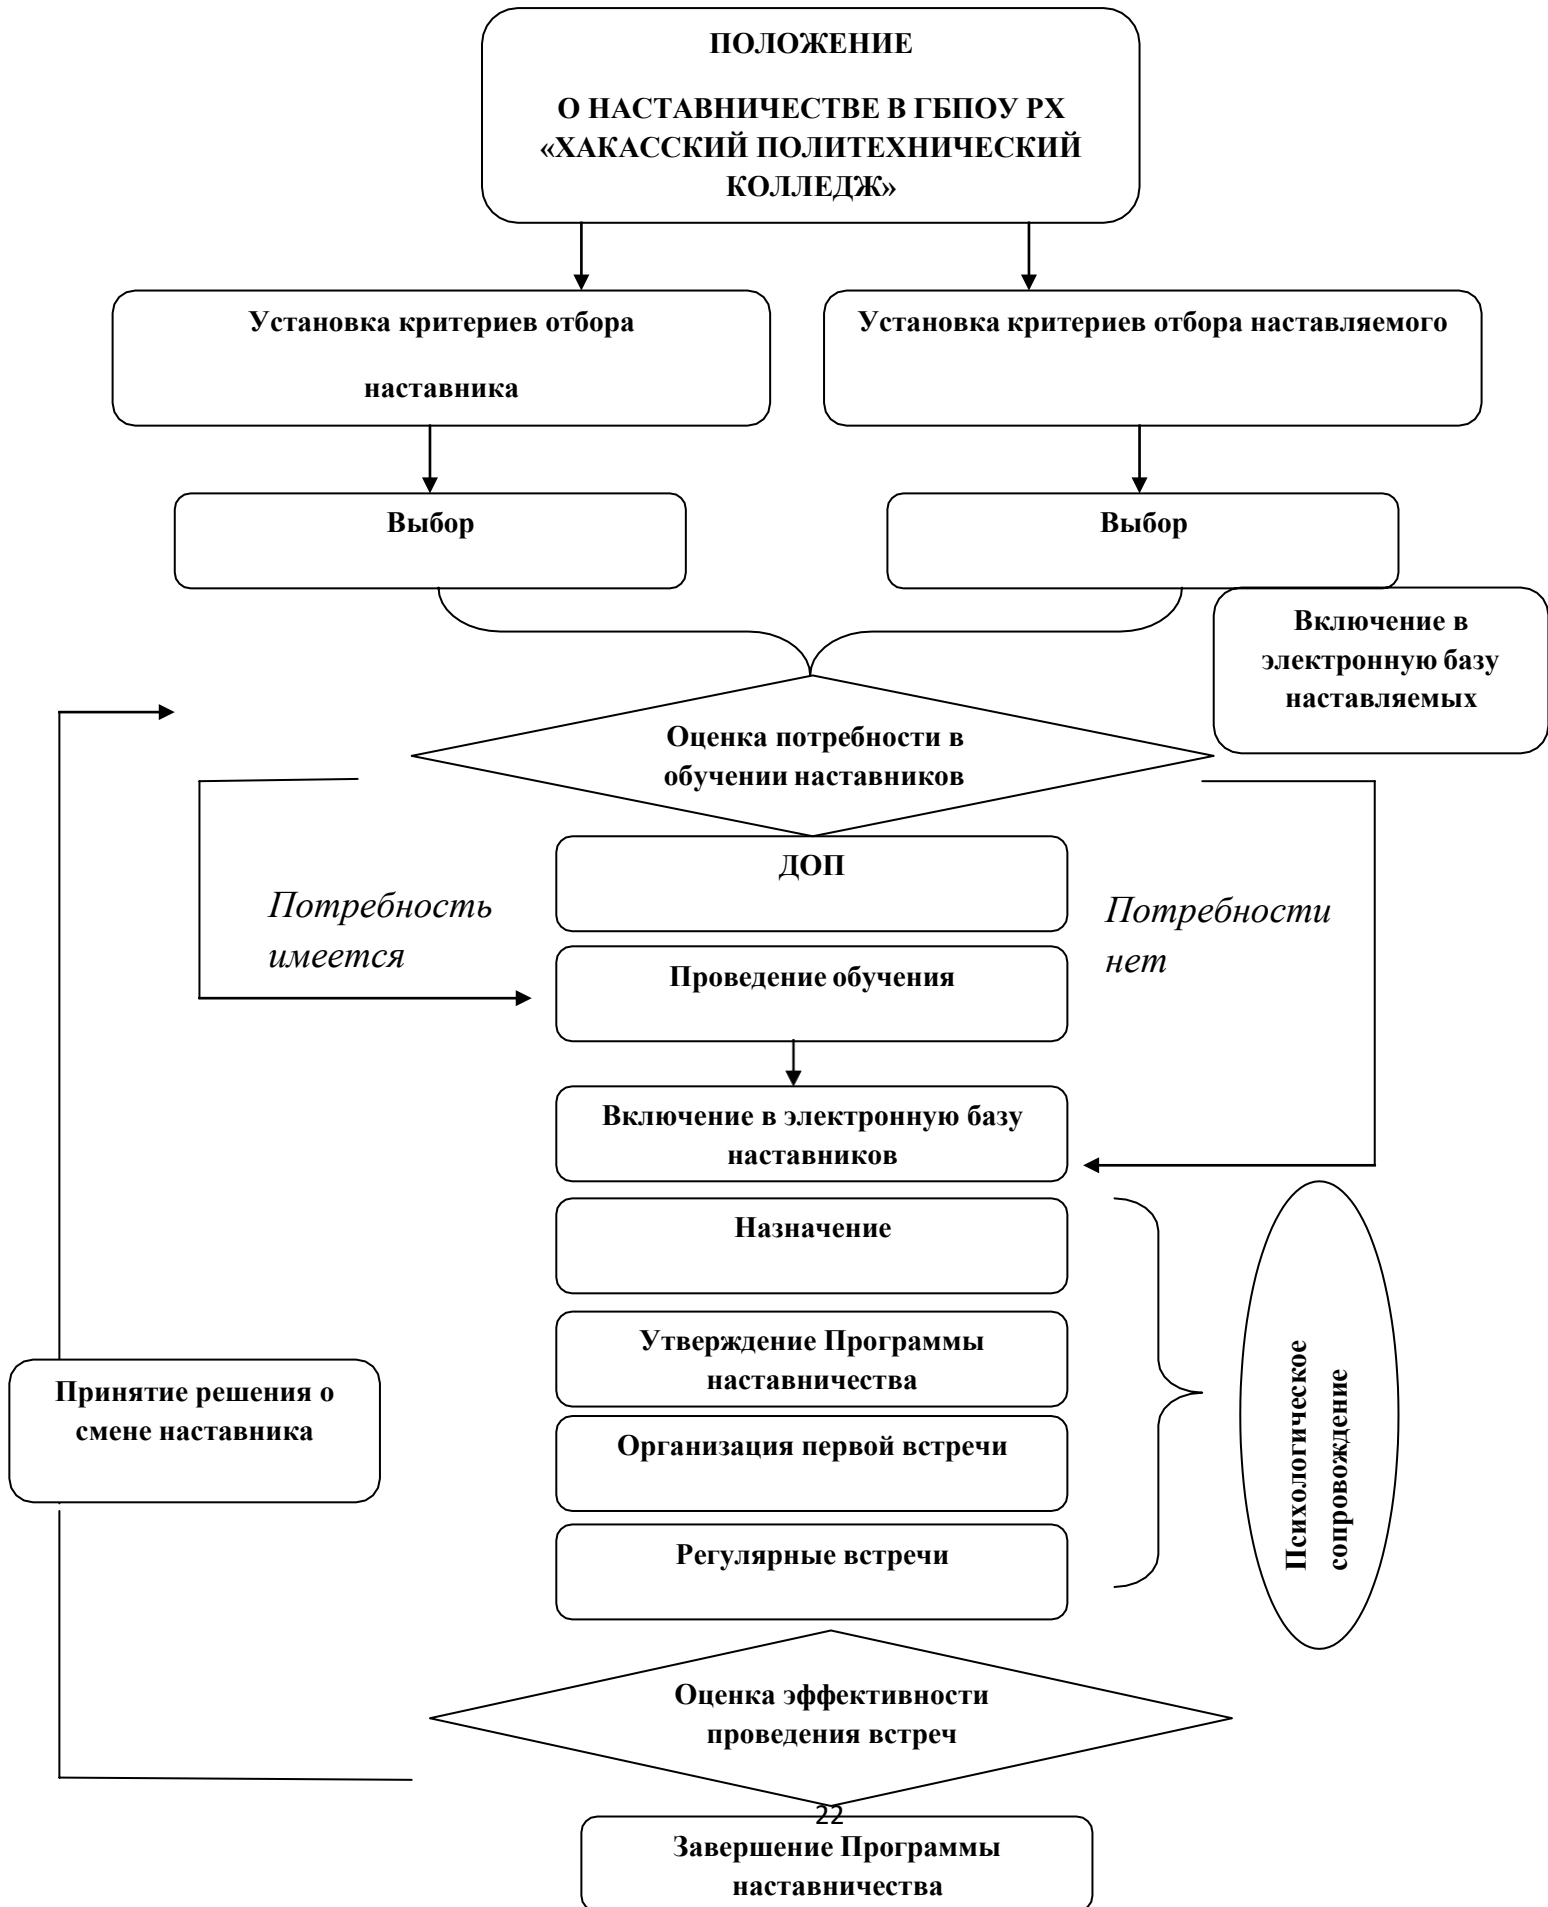 ПОЛОЖЕНИЕ
О НАСТАВНИЧЕСТВЕ В ГБПОУ РХ
«ХАКАССКИЙ ПОЛИТЕХНИЧЕСКИЙ
КОЛЛЕДЖ»
Установка критериев отбора
наставника
Установка критериев отбора наставляемого
Выбор
Выбор
Включение в
электронную базу
наставляемых
Оценка потребности в
обучении наставников
ДОП
Потребность
имеется
Потребности
нет
Проведение обучения
Включение в электронную базу
наставников
Назначение
Утверждение Программы
наставничества
Принятие решения о
смене наставника
Организация первой встречи
Регулярные встречи
Психологическое
сопровождение
Оценка эффективности
проведения встреч
22
Завершение Программы
наставничества